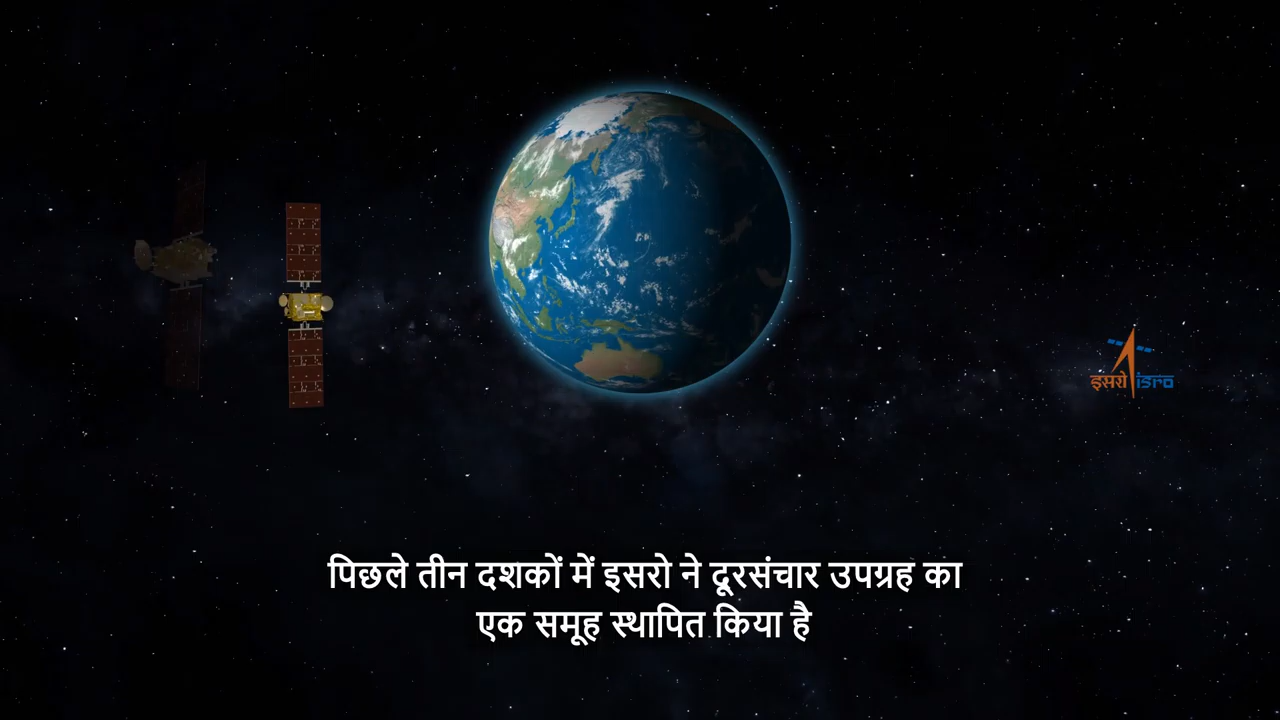 इसरो isro
पिछले तीन दशकों में इसरो ने दूरसंचार उपग्रह का
एक समूह स्थापित किया है